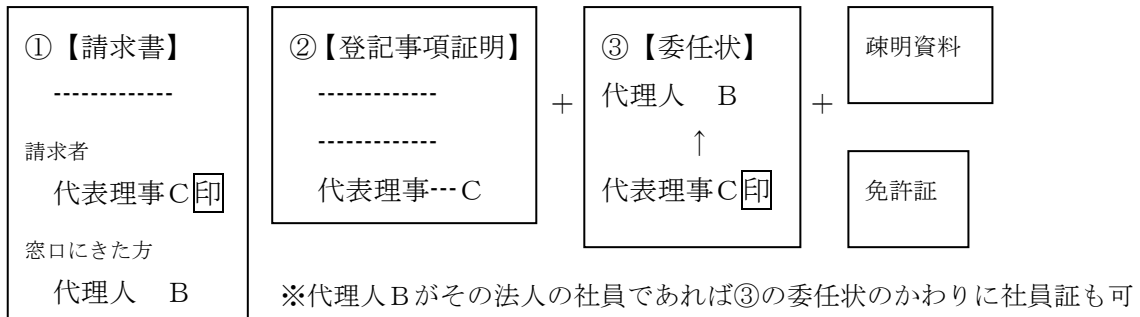 ①【請求書】
-------------
請求者
代表理事C印
窓口にきた方
代理人　B
②【登記事項証明】
-------------
-------------
代表理事---C
＋
③【委任状】
代理人　B
↑
代表理事C印
＋
疎明資料
免許証
※代理人Bがその法人の社員であれば③の委任状のかわりに社員証も可